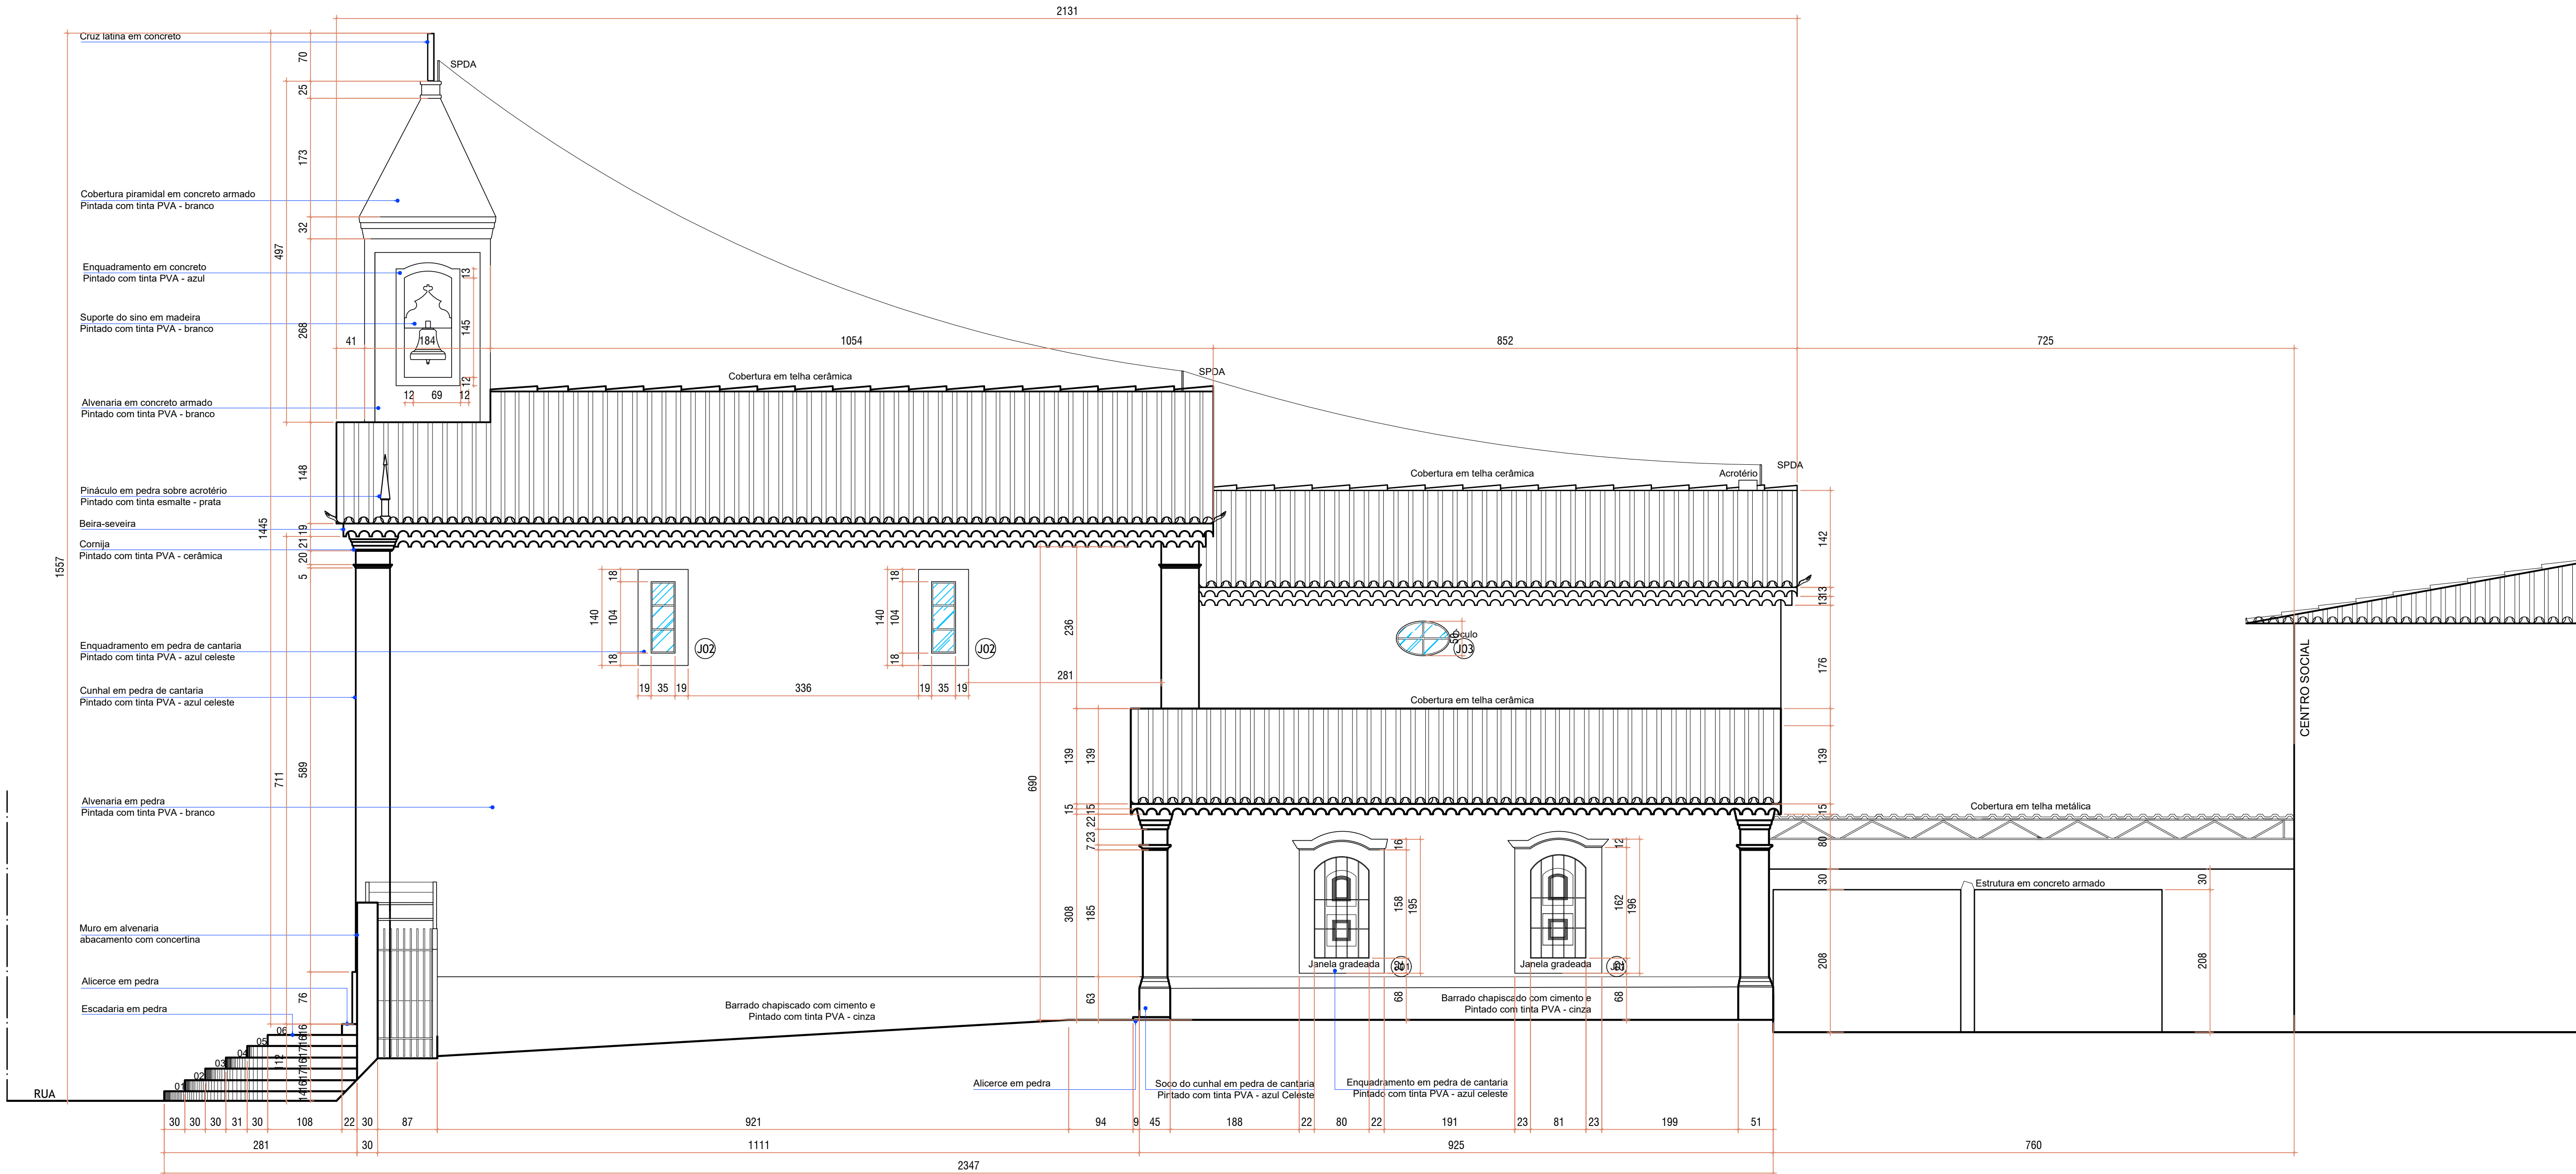 2131
Cruz latina em concreto
SPDA
70
25
173
Cobertura piramidal em concreto armado
Pintada com tinta PVA - branco
32
497
Enquadramento em concreto
Pintado com tinta PVA - azul
13
Suporte do sino em madeira
Pintado com tinta PVA - branco
268
145
41
184
1054
852
725
12
12
69
12
Cobertura em telha cerâmica
SPDA
Alvenaria em concreto armado
Pintado com tinta PVA - branco
148
Cobertura em telha cerâmica
Acrotério
SPDA
Pináculo em pedra sobre acrotério
Pintado com tinta esmalte - prata
Beira-seveira
1445
19
21
Cornija
Pintado com tinta PVA - cerâmica
20
5
1557
142
13
13
18
140
104
18
18
140
104
18
J02
J02
236
56
Óculo
J03
176
Enquadramento em pedra de cantaria
Pintado com tinta PVA - azul celeste
19
35
19
336
19
35
19
281
Cunhal em pedra de cantaria
Pintado com tinta PVA - azul celeste
Cobertura em telha cerâmica
CENTRO SOCIAL
589
711
690
139
139
139
Alvenaria em pedra
Pintada com tinta PVA - branco
15
15
15
22
23
7
Cobertura em telha metálica
80
16
12
30
30
Estrutura em concreto armado
308
185
158
195
162
196
Muro em alvenaria
abacamento com concertina
Janela gradeada
J01
Janela gradeada
208
208
Alicerce em pedra
76
63
68
68
Barrado chapiscado com cimento e
Pintado com tinta PVA - cinza
Barrado chapiscado com cimento e
Pintado com tinta PVA - cinza
Escadaria em pedra
06
05
04
03
02
01
16
16
17
16
17
16
14
112
RUA
Alicerce em pedra
Soco do cunhal em pedra de cantaria
Pintado com tinta PVA - azul Celeste
Enquadramento em pedra de cantaria
Pintado com tinta PVA - azul celeste
30
30
30
31
30
108
22
30
87
921
94
9
45
188
22
80
22
191
23
81
23
199
51
281
30
1111
925
760
2347